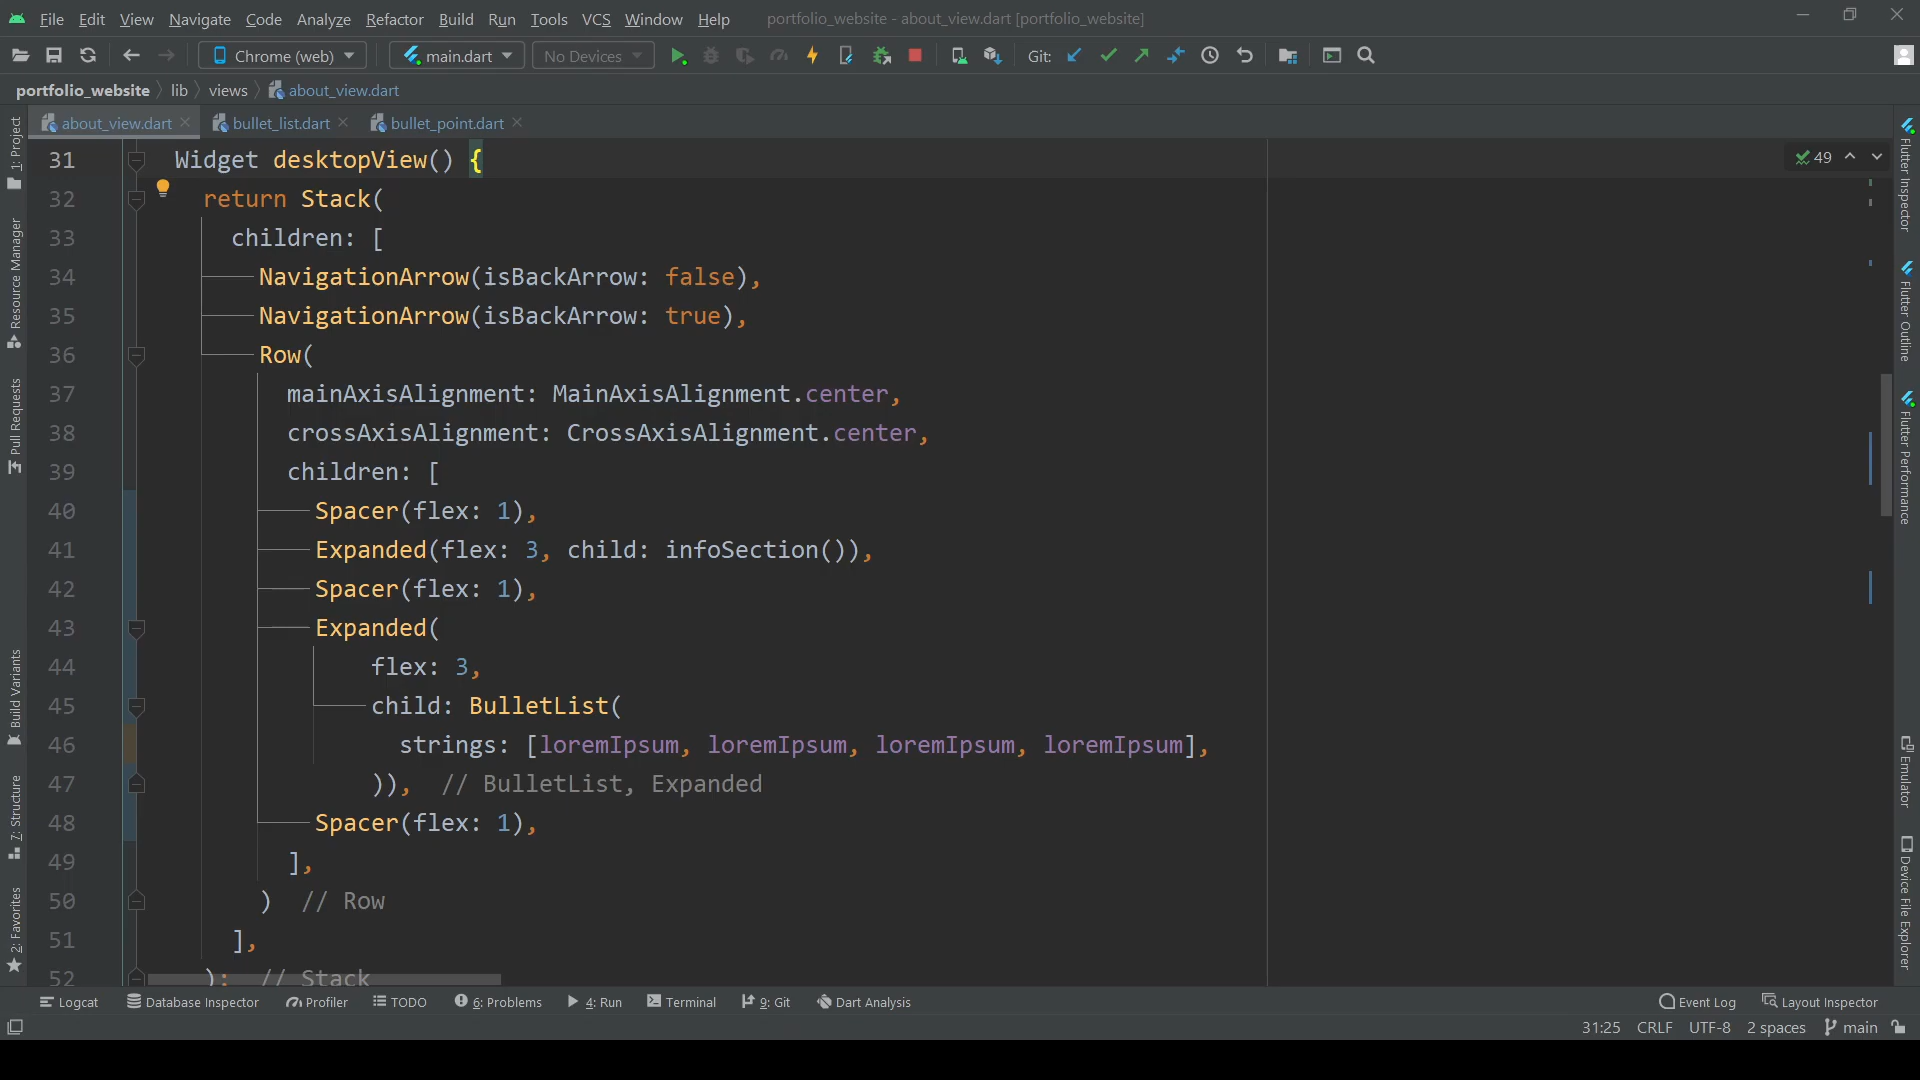 File Edit View Navigate Code Analyze Refactor Build Run Tools VCS Window Help portfolio_website - about_view.dart [portfolio_website]
Chrome (web) main.dart No Devices Git:
portfolio_website lib views about_view.dart
about_view.dart bullet_list.dart bullet_point.dart
49
31 Widget desktopView() {
32 return Stack(
33 children: [
34 NavigationArrow(isBackArrow: false),
35 NavigationArrow(isBackArrow: true),
36 Row(
37 mainAxisAlignment: MainAxisAlignment.center,
38 crossAxisAlignment: CrossAxisAlignment.center,
39 children: [
40 Spacer(flex: 1),
41 Expanded(flex: 3, child: infoSection()),
42 Spacer(flex: 1),
43 Expanded(
44 flex: 3,
45 child: BulletList(
46 strings: [loremIpsum, loremIpsum, loremIpsum, loremIpsum],
47 )), // BulletList, Expanded
48 Spacer(flex: 1),
49 ],
50 ) // Row
51 ],
52 ); // Stack
1: Project
Resource Manager
Pull Requests
Build Variants
7: Structure
2: Favorites
Flutter Inspector
Flutter Outline
Flutter Performance
Emulator
Device File Explorer
Logcat Database Inspector Profiler TODO 6: Problems 4: Run Terminal 9: Git Dart Analysis Event Log Layout Inspector
31:25 CRLF UTF-8 2 spaces main